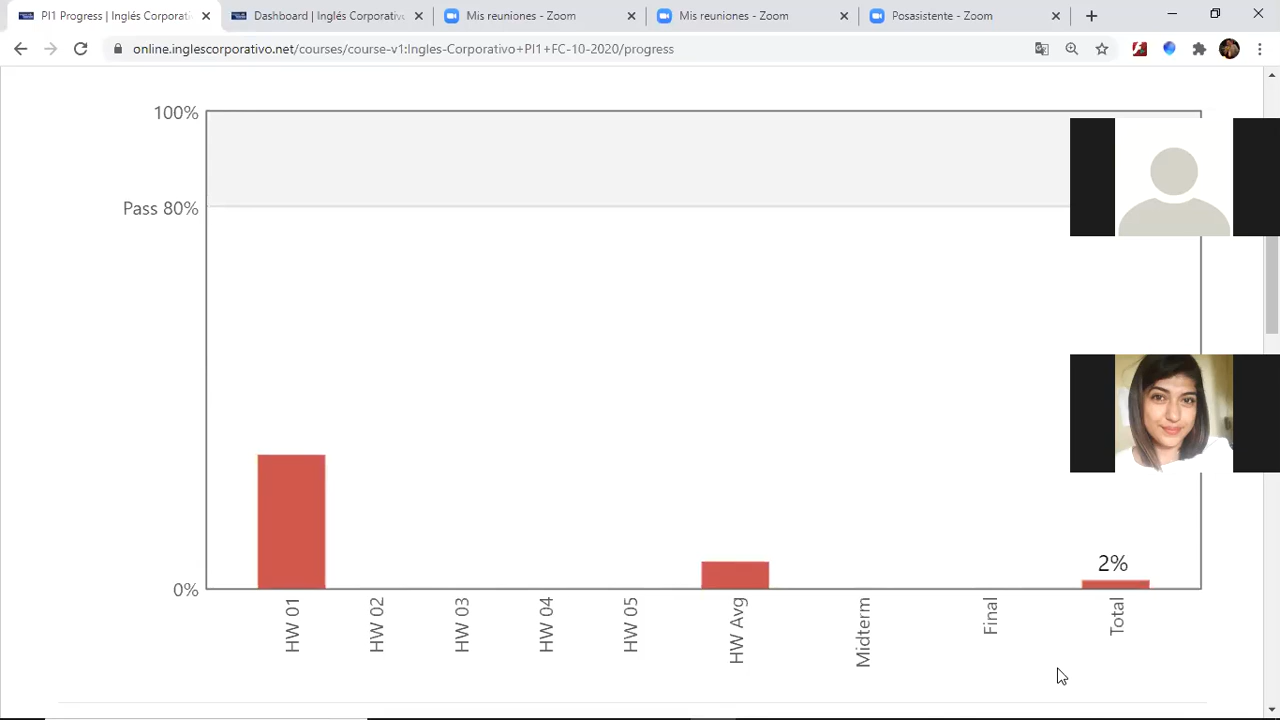 PI1 Progress | Inglés Corporati
Dashboard | Inglés Corporativ
Mis reuniones - Zoom
Mis reuniones - Zoom
Posasistente - Zoom
online.inglescorporativo.net/courses/course-v1:Ingles-Corporativo+PI1+FC-10-2020/progress
100%
Pass 80%
0%
2%
HW 01
HW 02
HW 03
HW 04
HW 05
HW Avg
Midterm
Final
Total